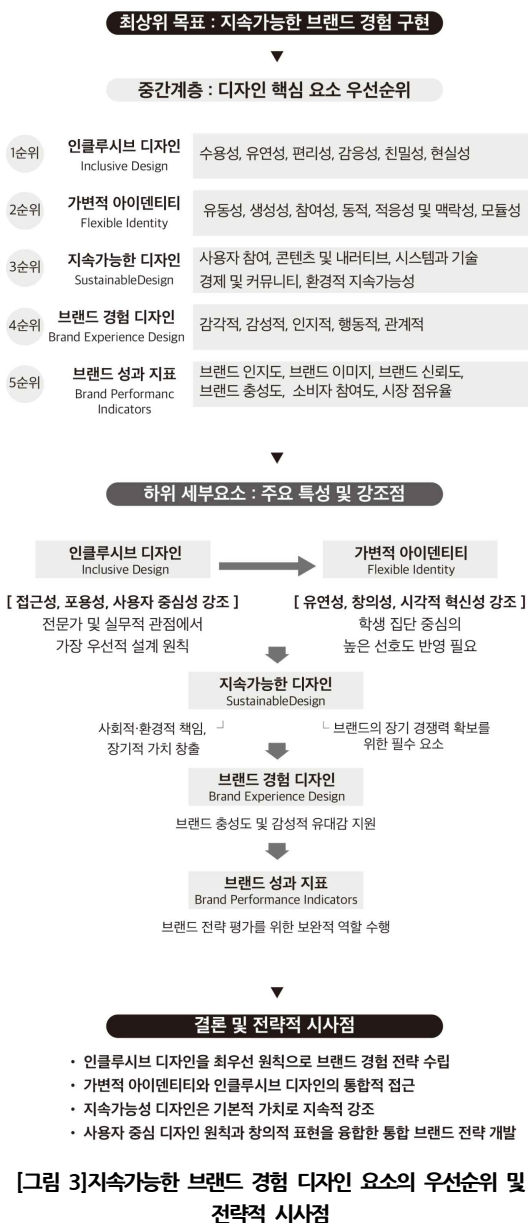 최상위 목표 : 지속가능한 브랜드 경험 구현
중간계층 : 디자인 핵심 요소 우선순위
1순위
인클루시브 디자인
Inclusive Design
수용성, 유연성, 편리성, 감응성, 친밀성, 현실성
2순위
가변적 아이덴티티
Flexible Identity
유동성, 생성성, 참여성, 동적, 적응성 및 맥락성, 모듈성
3순위
지속가능한 디자인
SustainableDesign
사용자 참여, 콘텐츠 및 내러티브, 시스템과 기술
경제 및 커뮤니티, 환경적 지속가능성
4순위
브랜드 경험 디자인
Brand Experience Design
감각적, 감성적, 인지적, 행동적, 관계적
5순위
브랜드 성과 지표
Brand Performanc
Indicators
브랜드 인지도, 브랜드 이미지, 브랜드 신뢰도,
브랜드 충성도, 소비자 참여도, 시장 점유율
하위 세부요소 : 주요 특성 및 강조점
인클루시브 디자인
Inclusive Design
[ 접근성, 포용성, 사용자 중심성 강조 ]
전문가 및 실무적 관점에서
가장 우선적 설계 원칙
가변적 아이덴티티
Flexible Identity
[ 유연성, 창의성, 시각적 혁신성 강조 ]
학생 집단 중심의
높은 선호도 반영 필요
지속가능한 디자인
SustainableDesign
사회적·환경적 책임,
장기적 가치 창출
브랜드의 장기 경쟁력 확보를
위한 필수 요소
브랜드 경험 디자인
Brand Experience Design
브랜드 충성도 및 감성적 유대감 지원
브랜드 성과 지표
Brand Performance Indicators
브랜드 전략 평가를 위한 보완적 역할 수행
결론 및 전략적 시사점
• 인클루시브 디자인을 최우선 원칙으로 브랜드 경험 전략 수립
• 가변적 아이덴티티와 인클루시브 디자인의 통합적 접근
• 지속가능성 디자인은 기본적 가치로 지속적 강조
• 사용자 중심 디자인 원칙과 창의적 표현을 융합한 통합 브랜드 전략 개발
[그림 3]지속가능한 브랜드 경험 디자인 요소의 우선순위 및
전략적 시사점